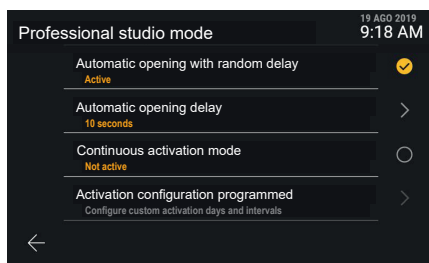 19 AGO 2019
Professional studio mode 9:18 AM
Automatic opening with random delay
Active
Automatic opening delay
10 seconds
Continuous activation mode
Not active
Activation configuration programmed
Configure custom activation days and intervals